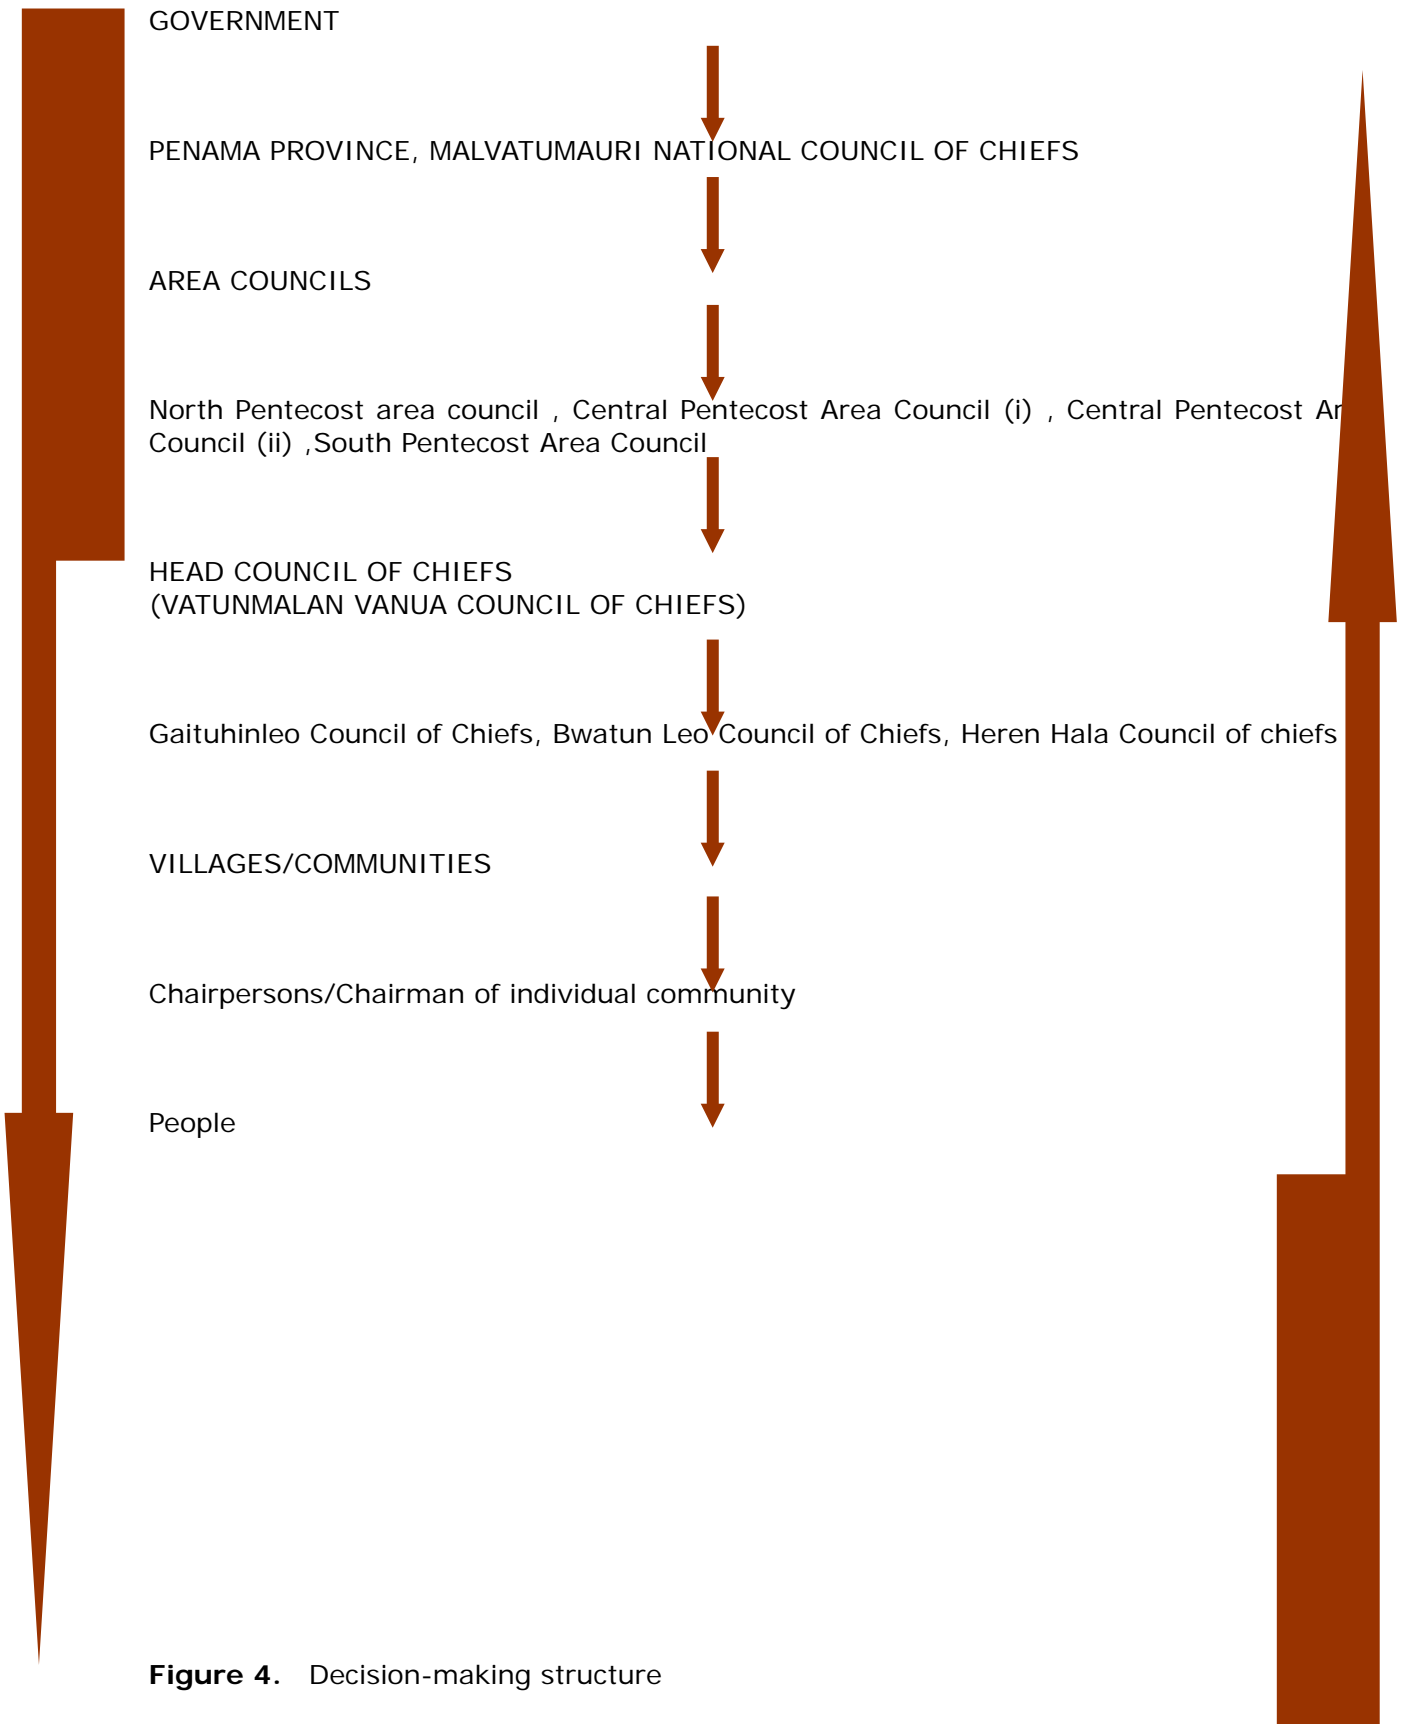 GOVERNMENT
PENAMA PROVINCE, MALVATUMAURI NATIONAL COUNCIL OF CHIEFS
AREA COUNCILS
North Pentecost area council , Central Pentecost Area Council (i) , Central Pentecost Ar
Council (ii) ,South Pentecost Area Council
HEAD COUNCIL OF CHIEFS
(VATUNMALAN VANUA COUNCIL OF CHIEFS)
Gaituhinleo Council of Chiefs, Bwatun Leo Council of Chiefs, Heren Hala Council of chiefs
VILLAGES/COMMUNITIES
Chairpersons/Chairman of individual community
People
Figure 4. Decision-making structure